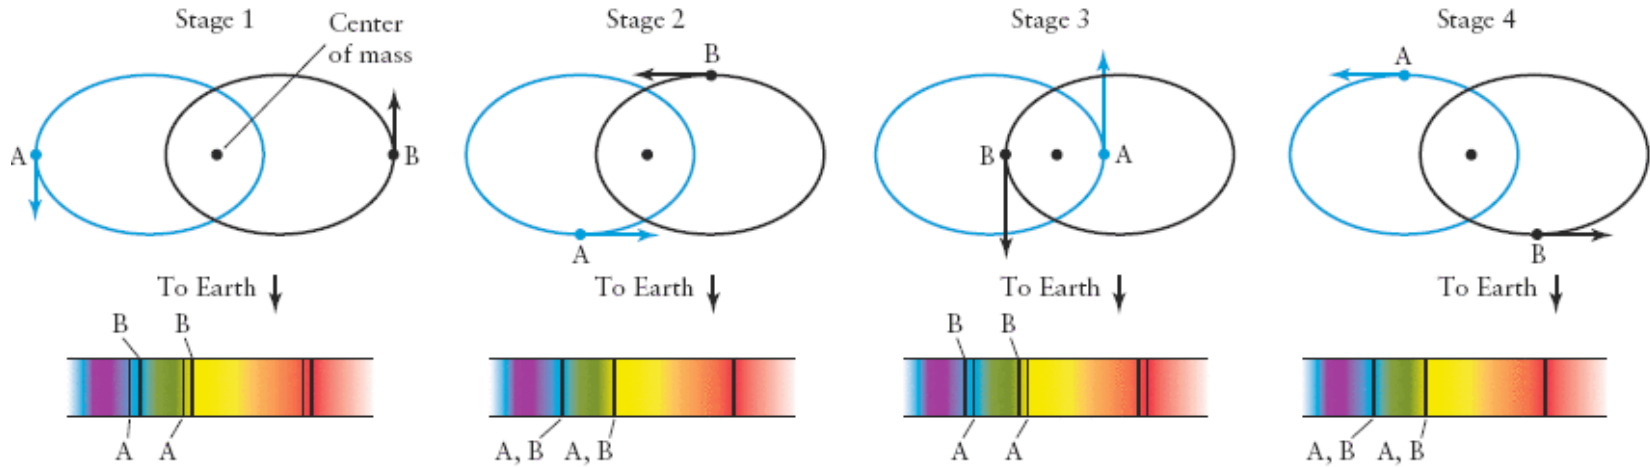 Stage 1
Center
of mass
A
B
To Earth
B B
A A
Stage 2
B
A
To Earth
A, B A, B
Stage 3
B
A
To Earth
B B
A A
Stage 4
A
B
To Earth
A, B A, B